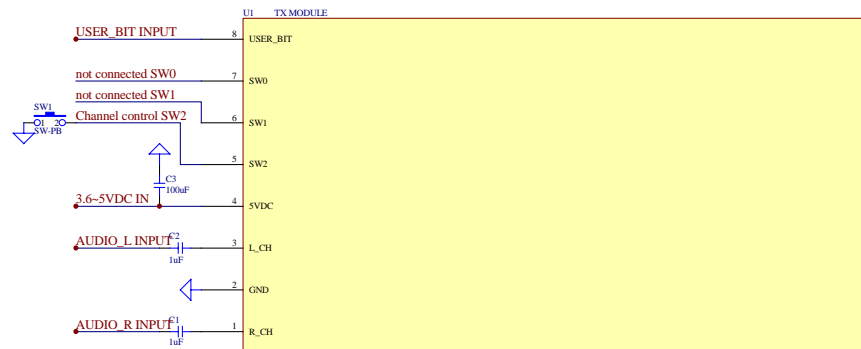 U1 TX MODULE
USER_BIT INPUT 8 USER_BIT
not connected SW0 7 SW0
not connected SW1
SW1 Channel control SW2 6 SW1
1 2
SW-PB
5 SW2
C3
100uF
3.6~5VDC IN 4 5VDC
C2
AUDIO_L INPUT 3 L_CH
1uF
2 GND
C1
AUDIO_R INPUT 1 R_CH
1uF